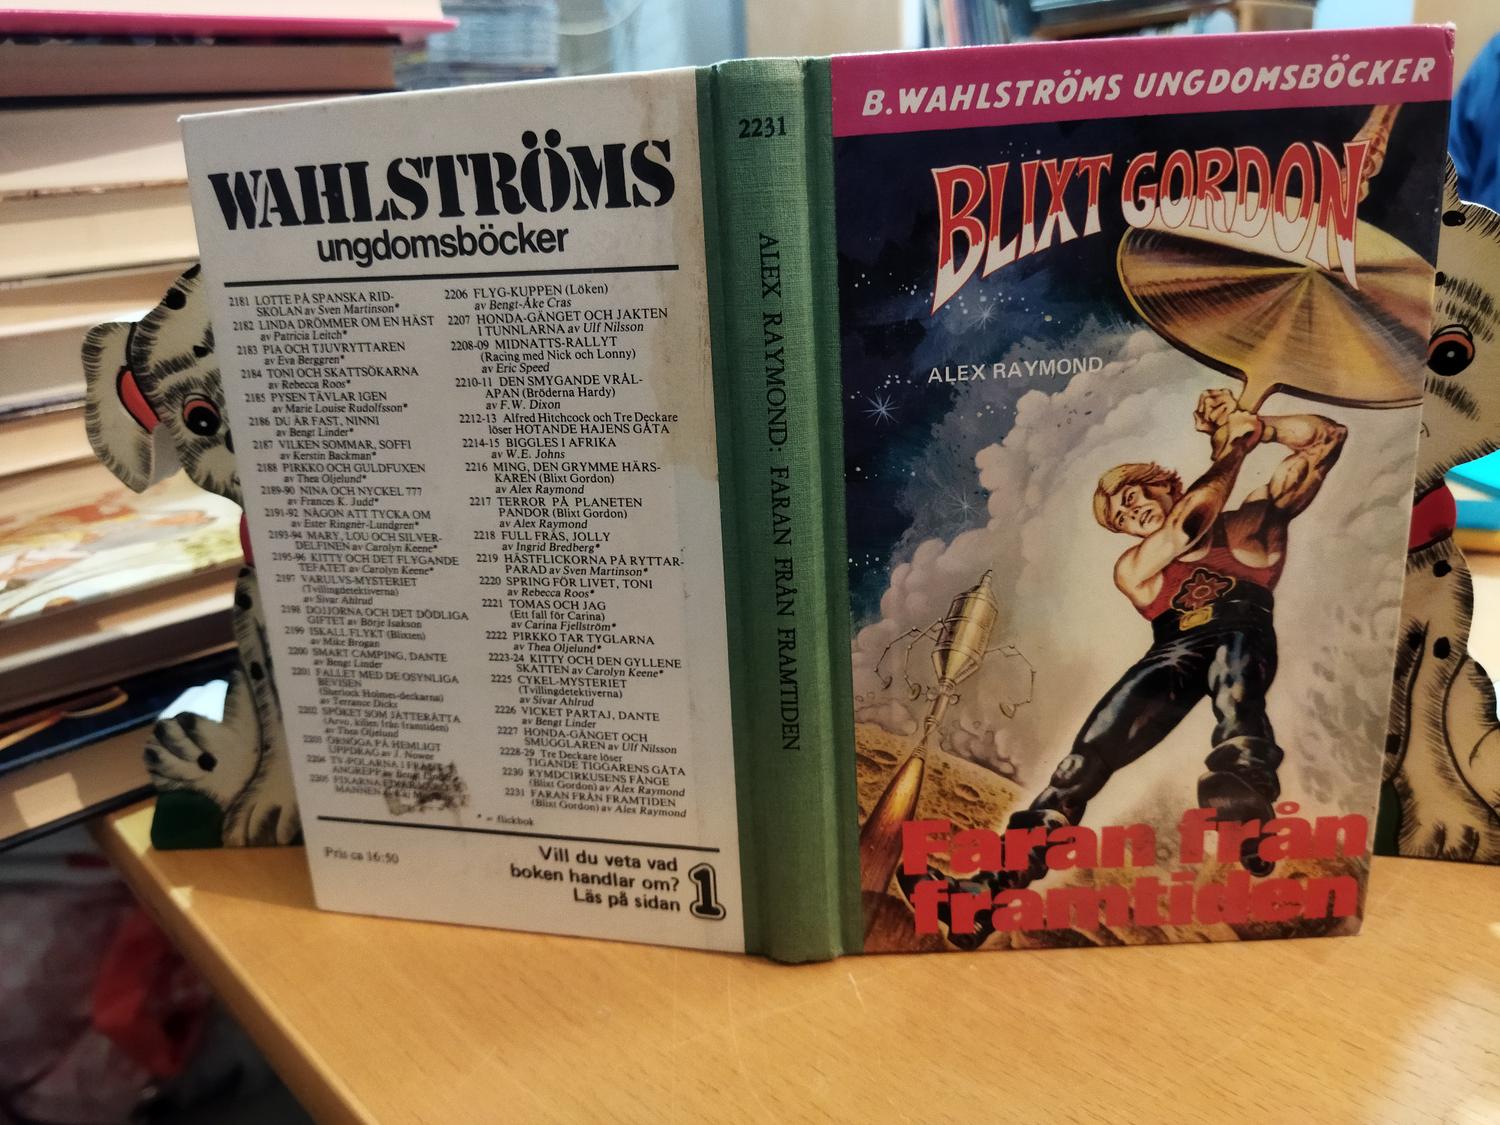 WAHLSTRÖMS
ungdomsböcker
2181 LOTTE PÅ SPANSKA RID-
SKOLAN av Sven Martinson*
2182 LINDA DRÖMMER OM EN HÄST
av Patricia Leitch*
2183 PIA OCH TJUVRYTTAREN
av Eva Berggren*
2184 TONI OCH SKATTSÖKARNA
av Rebecca Roos*
2185 PYSEN TÄVLAR IGEN
av Marie Louise Rudolfsson*
2186 DU ÄR FAST, NINNI
av Bengt Linder*
2187 VILKEN SOMMAR, SOFFI
av Kerstin Backman*
2188 PIRKKO OCH GULDFUXEN
av Thea Oljelund*
2189-90 NINA OCH NYCKEL 777
av Frances K. Judd*
2191-92 NÅGON ATT TYCKA OM
av Ester Ringnér-Lundgren*
2193-94 MARY, LOU OCH SILVER-
DELFINEN av Carolyn Keene*
2195-96 KITTY OCH DET FLYGANDE
TEFATET av Carolyn Keene*
2197 VARULVS-MYSTERIET
(Tvillingdetektiverna)
av Sivar Ahlrud
2198 DOJJORNA OCH DET DÖDLIGA
GIFTET av Börje Isakson
2199 ISKALL FLYKT (Blixten)
av Mike Brogan
2200 SMART CAMPING, DANTE
av Bengt Linder
2201 FALLET MED DE OSYNLIGA
BEVISEN
(Sherlock Holmes-deckarna)
av Terrance Dicks
2202 SPÖKET SOM JÄTTERÄTTA
(Arvo, killen från framtiden)
av Thea Oljelund
2203 ÖRNÖGA PÅ HEMLIGT
UPPDRAG av J. Nower
2204
ANGREPP av Bengt
2205
MANNEN
2206 FLYG-KUPPEN (Löken)
av Bengt-Åke Cras
2207 HONDA-GÄNGET OCH JAKTEN
I TUNNLARNA av Ulf Nilsson
2208-09 MIDNATTS-RALLYT
(Racing med Nick och Lonny)
av Eric Speed
2210-11 DEN SMYGANDE VRÅL-
APAN (Bröderna Hardy)
av F.W. Dixon
2212-13 Alfred Hitchcock och Tre Deckare
löser HOTANDE HAJENS GÅTA
2214-15 BIGGLES I AFRIKA
av W.E. Johns
2216 MING, DEN GRYMME HÄRS-
KAREN (Blixt Gordon)
av Alex Raymond
2217 TERROR PÅ PLANETEN
PANDOR (Blixt Gordon)
av Alex Raymond
2218 FULL FRÄS, JOLLY
av Ingrid Bredberg*
2219 HÄSTFLICKORNA PÅ RYTTAR-
PARAD av Sven Martinson*
2220 SPRING FÖR LIVET, TONI
av Rebecca Roos*
2221 TOMAS OCH JAG
(Ett fall för Carina)
av Carina Fjellström*
2222 PIRKKO TAR TYGLARNA
av Thea Oljelund*
2223-24 KITTY OCH DEN GYLLENE
SKATTEN av Carolyn Keene*
2225 CYKEL-MYSTERIET
(Tvillingdetektiverna)
av Sivar Ahlrud
2226 VICKET PARTAJ, DANTE
av Bengt Linder
2227 HONDA-GÄNGET OCH
SMUGGLAREN av Ulf Nilsson
2228-29 Tre Deckare löser
TIGANDE TIGGARENS GÅTA
2230 RYMDCIRKUSENS FÅNGE
(Blixt Gordon) av Alex Raymond
2231 FARAN FRÅN FRAMTIDEN
(Blixt Gordon) av Alex Raymond
* = flickbok
Pris ca 16:50
Vill du veta vad
boken handlar om?
Läs på sidan 1
2231
ALEX RAYMOND: FARAN FRÅN FRAMTIDEN
B. WAHLSTRÖMS UNGDOMSBÖCKER
BLIXT GORDON
ALEX RAYMOND
Faran från
framtiden